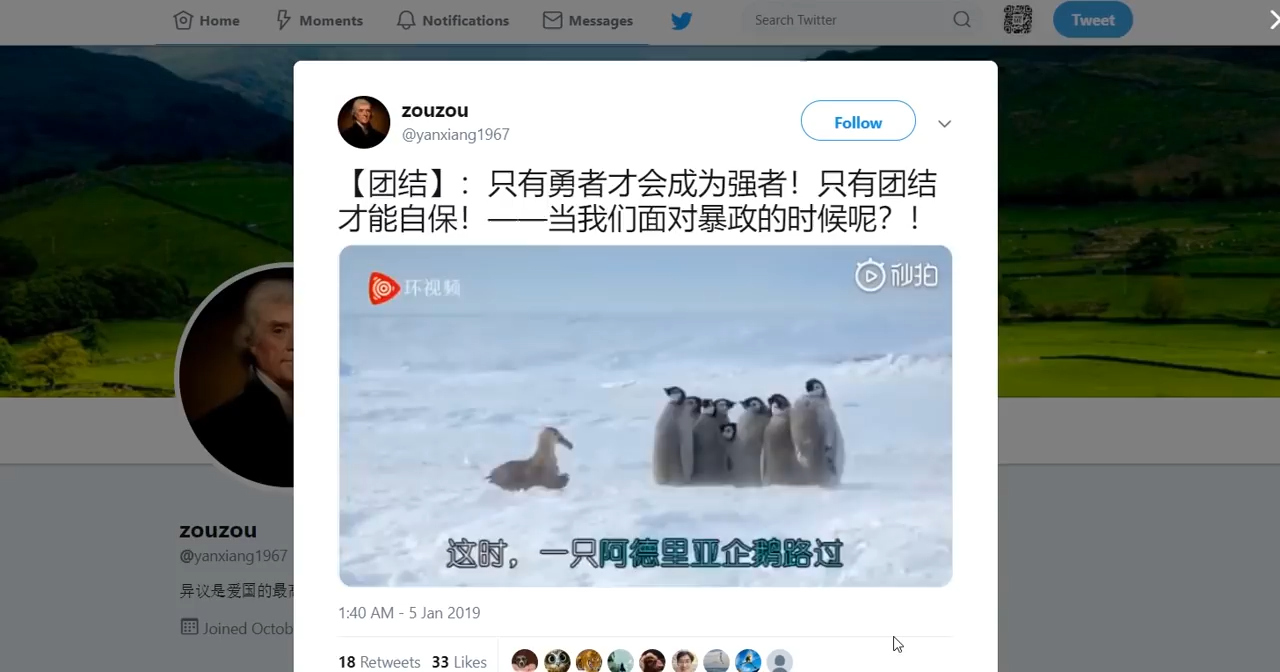 Home
Moments
Notifications
Messages
Search Twitter
Tweet
zouzou
@yanxiang1967
Follow
【团结】：只有勇者才会成为强者！只有团结
才能自保！——当我们面对暴政的时候呢？！
环视频
秒拍
这时，一只阿德里亚企鹅路过
1:40 AM - 5 Jan 2019
18 Retweets 33 Likes
zouzou
@yanxiang1967
异议是爱国的最
Joined Octob